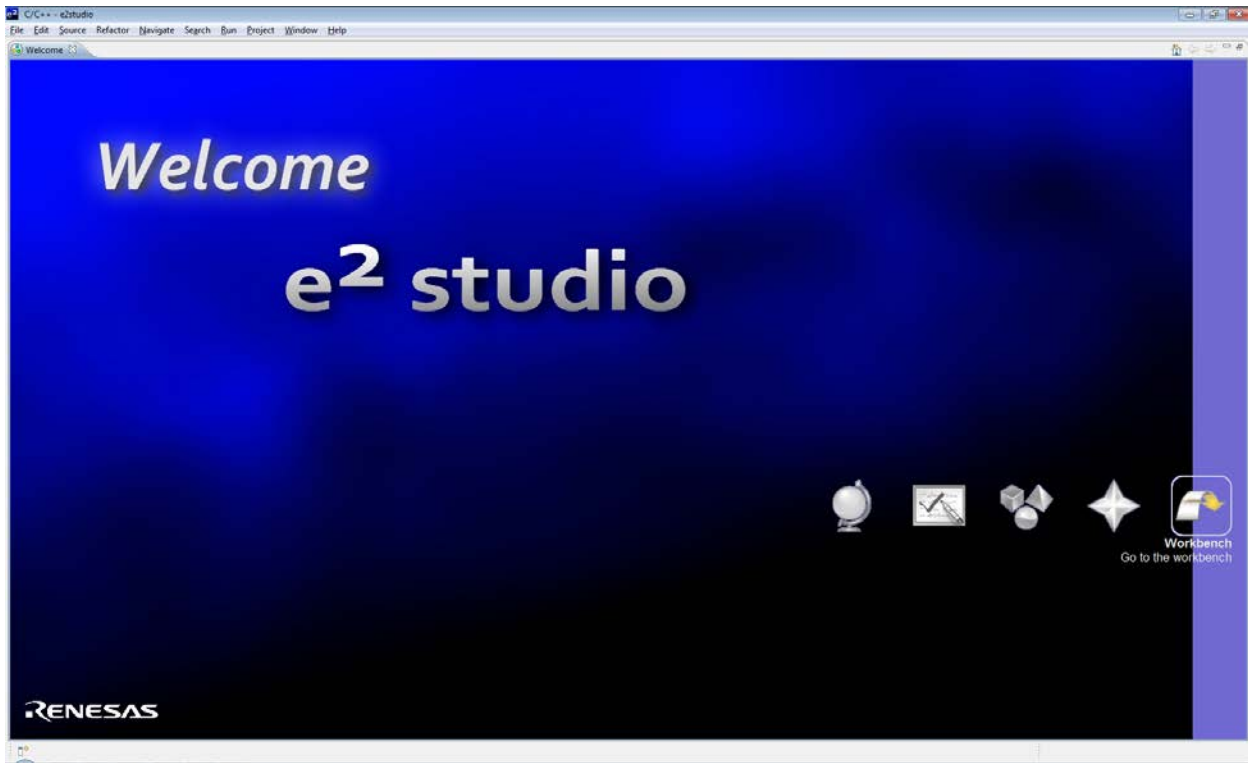 C/C++ - e2studio
File Edit Source Refactor Navigate Search Run Project Window Help
Welcome
Welcome
e² studio
Workbench
Go to the workbench
RENESAS